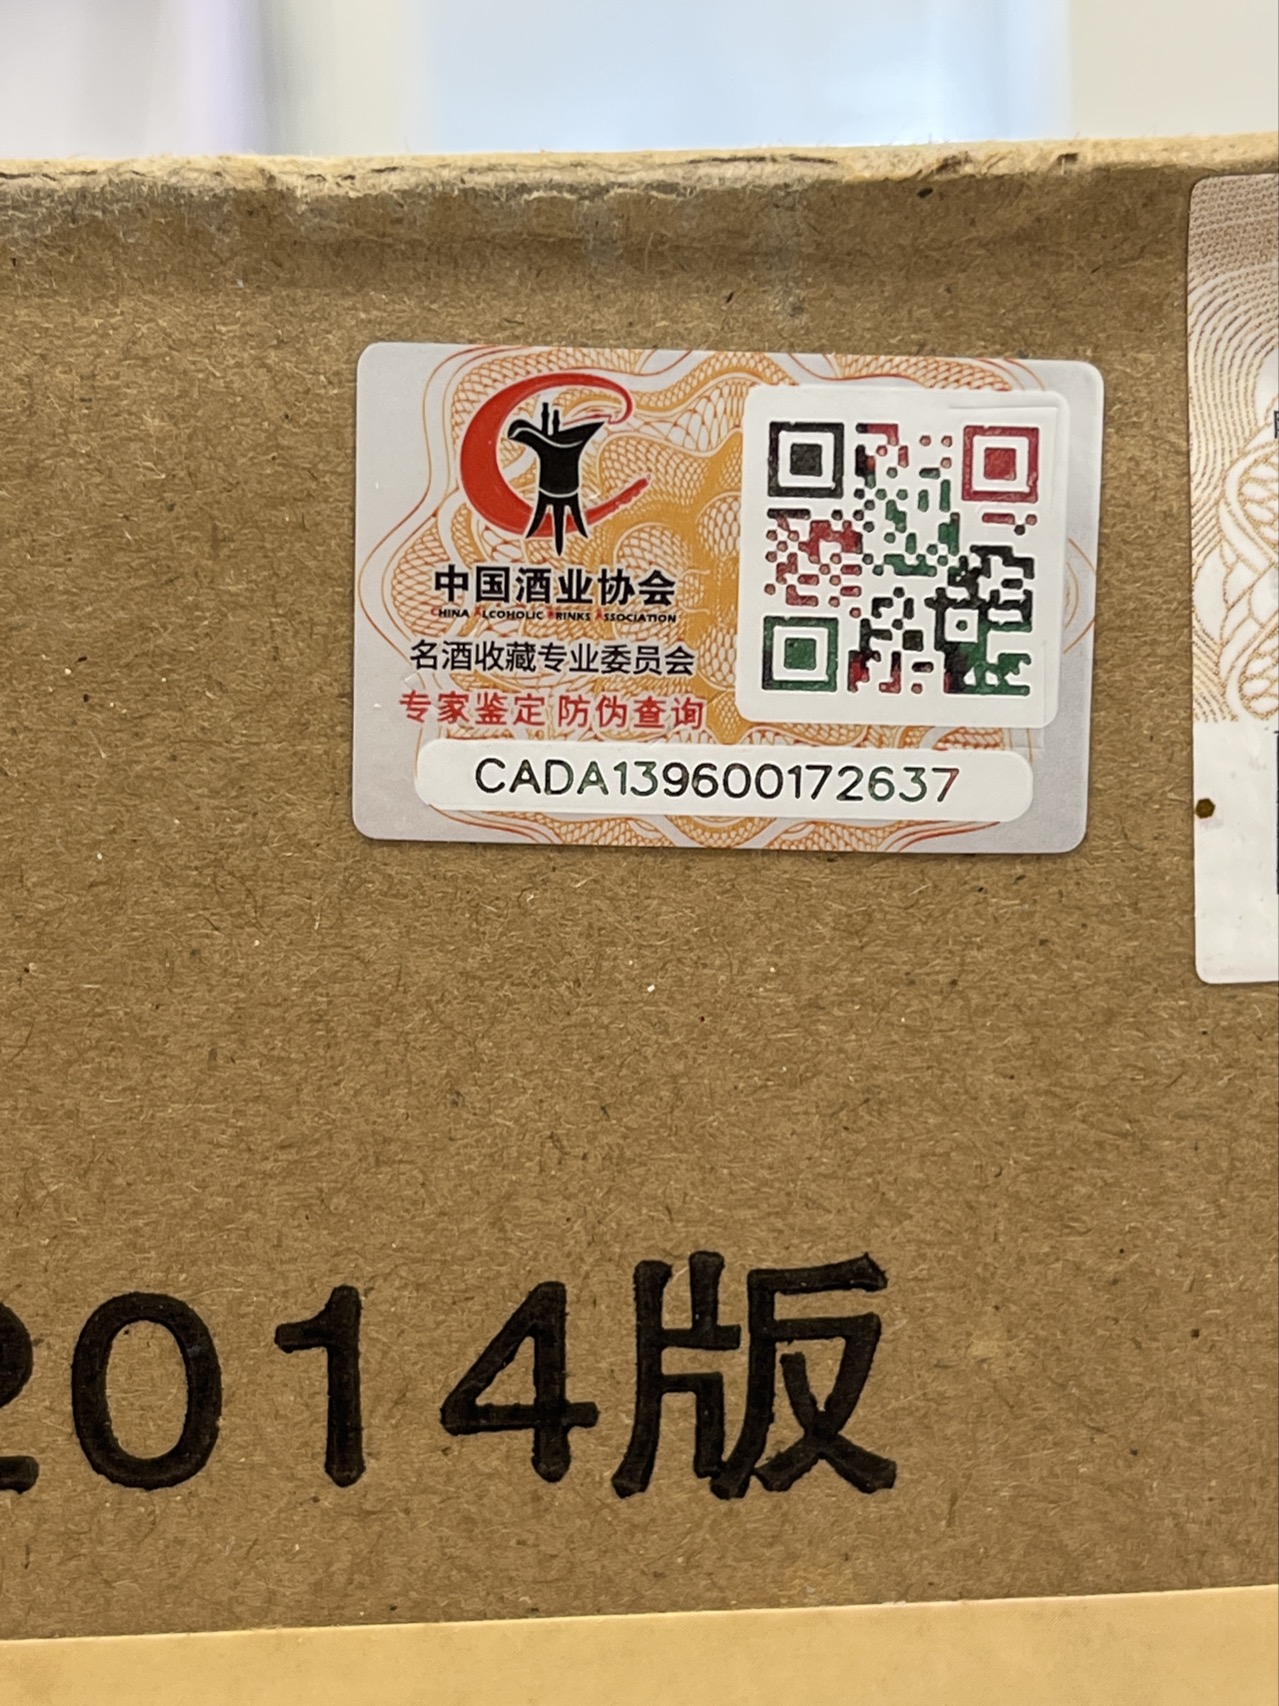 中国酒业协会
CHINA ALCOHOLIC DRINKS ASSOCIATION
名酒收藏专业委员会
专家鉴定 防伪查询
CADA139600172637
2014版